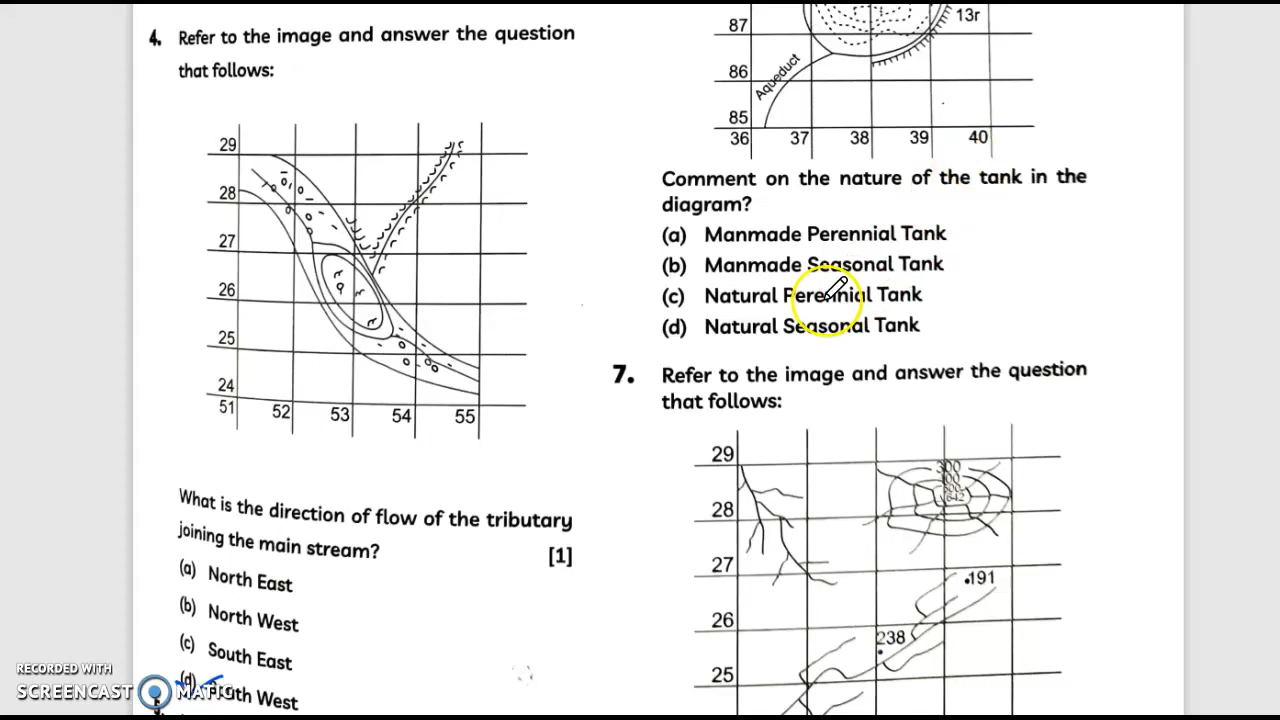 4. Refer to the image and answer the question
that follows:
29
28
27
26
25
24
51 52 53 54 55
What is the direction of flow of the tributary
joining the main stream? [1]
(a) North East
(b) North West
(c) South East
(d) South West
87
86
85
36 37 38 39 40
13r
Aqueduct
Comment on the nature of the tank in the
diagram?
(a) Manmade Perennial Tank
(b) Manmade Seasonal Tank
(c) Natural Perennial Tank
(d) Natural Seasonal Tank
7. Refer to the image and answer the question
that follows:
29
28
27
26
25
300
642
.191
238
RECORDED WITH
SCREENCAST MATIC